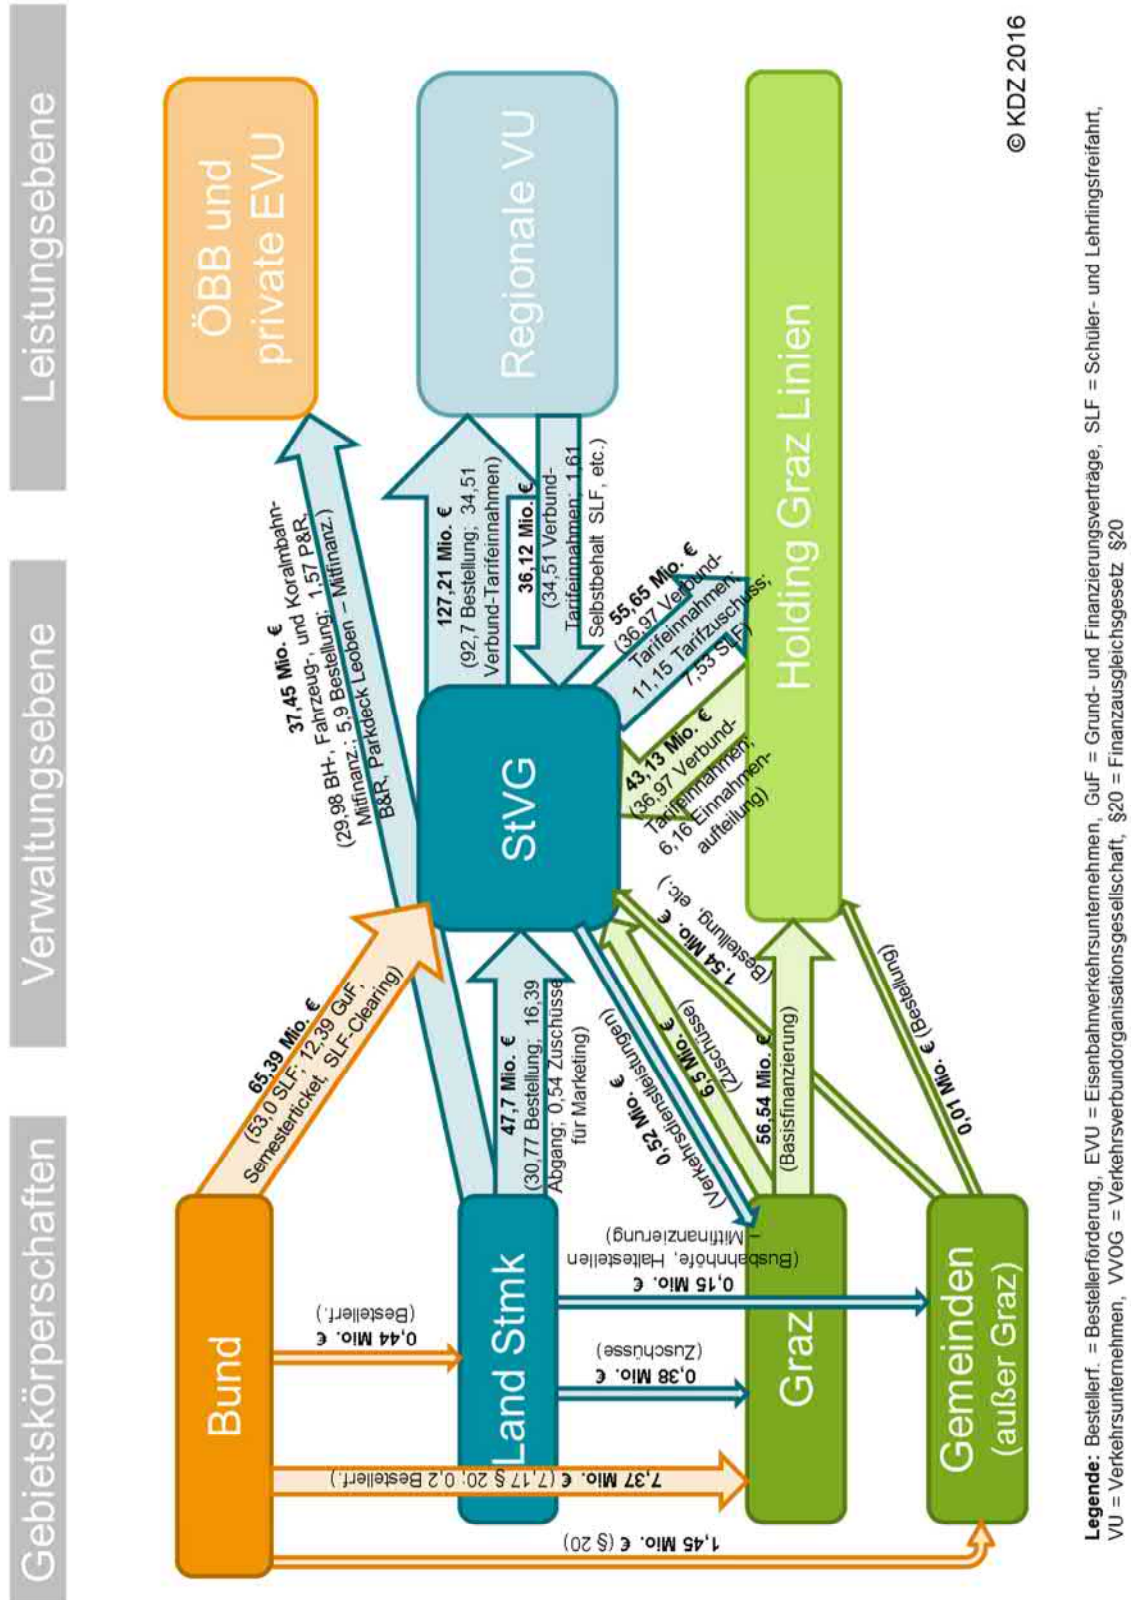 Gebietskörperschaften
Verwaltungsebene
Leistungsebene
Bund
ÖBB und
private EVU
37,45 Mio. €
(29,98 BH-, Fahrzeug-, und Koralmbahn-
Mitfinanz.; 5,9 Bestellung; 1,57 P&R,
B&R, Parkdeck Leoben – Mitfinanz.)
65,39 Mio. €
(53,0 SLF; 12,39 GuF,
Semesterticket, SLF-Clearing)
0,44 Mio. €
(Bestellerf.)
7,37 Mio. € (7,17 § 20; 0,2 Bestellerf.)
1,45 Mio. € (§ 20)
Land Stmk
47,7 Mio. €
(30,77 Bestellung; 16,39
Abgang; 0,54 Zuschüsse
für Marketing)
StVG
127,21 Mio. €
(92,7 Bestellung; 34,51
Verbund-Tarifeinnahmen)
36,12 Mio. €
(34,51 Verbund-
Tarifeinnahmen; 1,61
Selbstbehalt SLF, etc.)
Regionale VU
0,38 Mio. €
(Zuschüsse)
0,15 Mio. €
(Busbahnhöfe, Haltestellen
– Mitfinanzierung)
0,52 Mio. €
(Verkehrsdienstleistungen)
6,5 Mio. €
(Zuschüsse)
1.54 Mio. €
(Bestellung, etc.)
43,13 Mio. €
(36,97 Verbund-
Tarifeinnahmen;
6,16 Einnahmen-
aufteilung)
55,65 Mio. €
(36,97 Verbund-
Tarifeinnahmen;
11,15 Tarifzuschuss;
7,53 SLF)
Graz
56,54 Mio. €
(Basisfinanzierung)
Holding Graz Linien
Gemeinden
(außer Graz)
0,01 Mio. € (Bestellung)
© KDZ 2016
Legende: Bestellerf. = Bestellerförderung, EVU = Eisenbahnverkehrsunternehmen, GuF = Grund- und Finanzierungsverträge, SLF = Schüler- und Lehrlingsfreifahrt,
VU = Verkehrsunternehmen, VVOG = Verkehrsverbundorganisationsgesellschaft, §20 = Finanzausgleichsgesetz §20